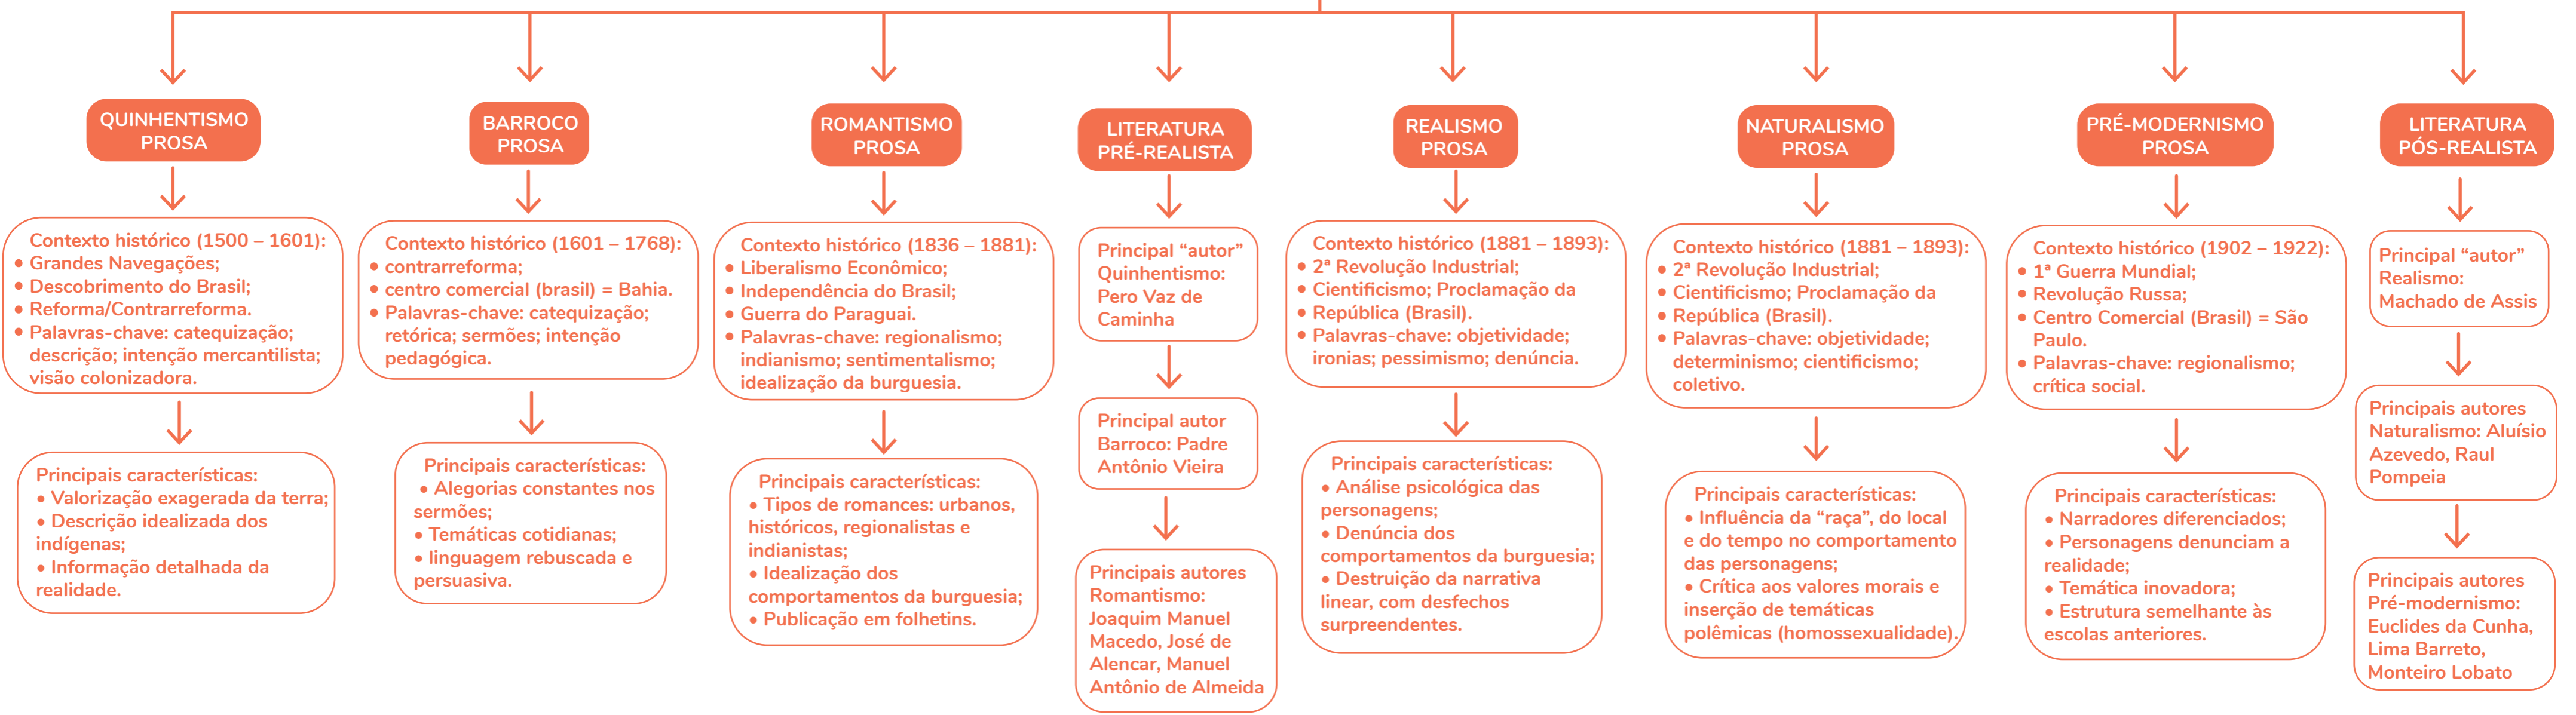 QUINHENTISMO
PROSA
Contexto histórico (1500 – 1601):
• Grandes Navegações;
• Descobrimento do Brasil;
• Reforma/Contrarreforma.
• Palavras-chave: catequização;
descrição; intenção mercantilista;
visão colonizadora.
Principais características:
• Valorização exagerada da terra;
• Descrição idealizada dos
indígenas;
• Informação detalhada da
realidade.
BARROCO
PROSA
Contexto histórico (1601 – 1768):
• contrarreforma;
• centro comercial (brasil) = Bahia.
• Palavras-chave: catequização;
retórica; sermões; intenção
pedagógica.
Principais características:
• Alegorias constantes nos
sermões;
• Temáticas cotidianas;
• linguagem rebuscada e
persuasiva.
ROMANTISMO
PROSA
Contexto histórico (1836 – 1881):
• Liberalismo Econômico;
• Independência do Brasil;
• Guerra do Paraguai.
• Palavras-chave: regionalismo;
indianismo; sentimentalismo;
idealização da burguesia.
Principais características:
• Tipos de romances: urbanos,
históricos, regionalistas e
indianistas;
• Idealização dos
comportamentos da burguesia;
• Publicação em folhetins.
LITERATURA
PRÉ-REALISTA
Principal “autor”
Quinhentismo:
Pero Vaz de
Caminha
Principal autor
Barroco: Padre
Antônio Vieira
Principais autores
Romantismo:
Joaquim Manuel
Macedo, José de
Alencar, Manuel
Antônio de Almeida
REALISMO
PROSA
Contexto histórico (1881 – 1893):
• 2ª Revolução Industrial;
• Cientificismo; Proclamação da
• República (Brasil).
• Palavras-chave: objetividade;
ironias; pessimismo; denúncia.
Principais características:
• Análise psicológica das
personagens;
• Denúncia dos
comportamentos da burguesia;
• Destruição da narrativa
linear, com desfechos
surpreendentes.
NATURALISMO
PROSA
Contexto histórico (1881 – 1893):
• 2ª Revolução Industrial;
• Cientificismo; Proclamação da
• República (Brasil).
• Palavras-chave: objetividade;
determinismo; cientificismo;
coletivo.
Principais características:
• Influência da “raça”, do local
e do tempo no comportamento
das personagens;
• Crítica aos valores morais e
inserção de temáticas
polêmicas (homossexualidade).
PRÉ-MODERNISMO
PROSA
Contexto histórico (1902 – 1922):
• 1ª Guerra Mundial;
• Revolução Russa;
• Centro Comercial (Brasil) = São
Paulo.
• Palavras-chave: regionalismo;
crítica social.
Principais características:
• Narradores diferenciados;
• Personagens denunciam a
realidade;
• Temática inovadora;
• Estrutura semelhante às
escolas anteriores.
LITERATURA
PÓS-REALISTA
Principal “autor”
Realismo:
Machado de Assis
Principais autores
Naturalismo: Aluísio
Azevedo, Raul
Pompeia
Principais autores
Pré-modernismo:
Euclides da Cunha,
Lima Barreto,
Monteiro Lobato